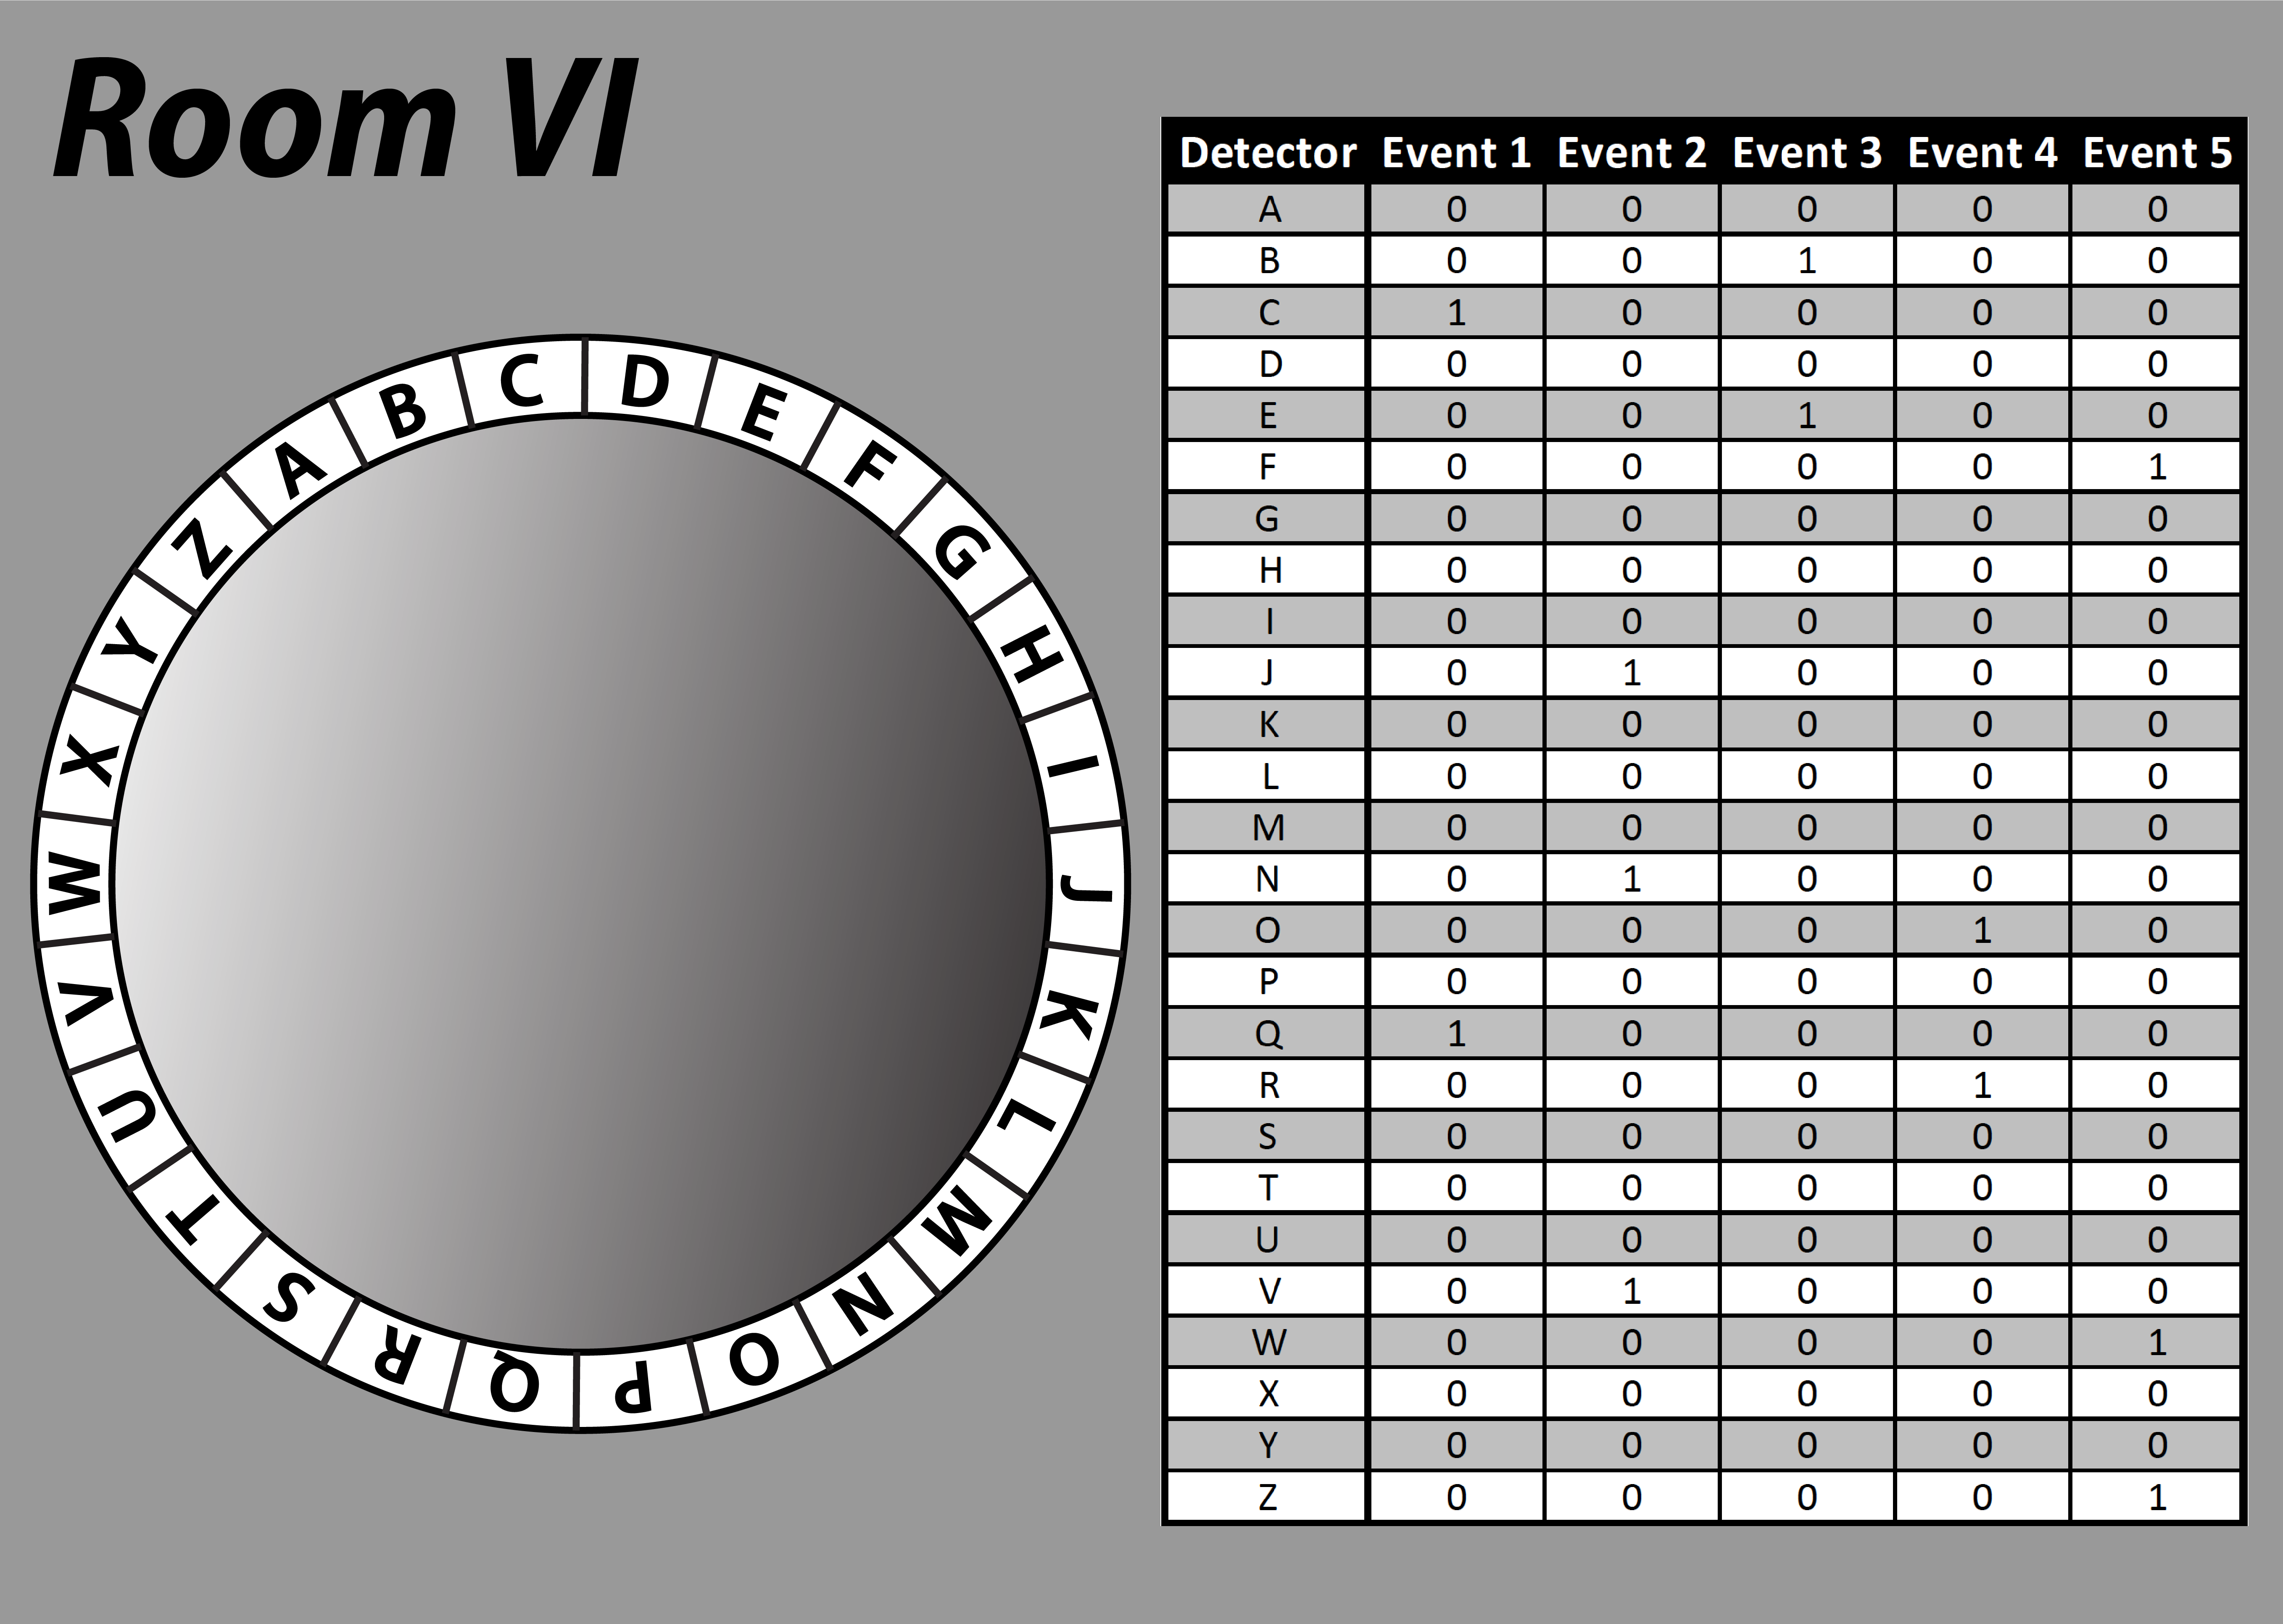 Room VI
A
B
C
D
E
F
G
H
I
J
K
L
M
N
O
P
Q
R
S
T
U
V
W
X
Y
Z
Detector Event 1 Event 2 Event 3 Event 4 Event 5
A 0 0 0 0 0
B 0 0 1 0 0
C 1 0 0 0 0
D 0 0 0 0 0
E 0 0 1 0 0
F 0 0 0 0 1
G 0 0 0 0 0
H 0 0 0 0 0
I 0 0 0 0 0
J 0 1 0 0 0
K 0 0 0 0 0
L 0 0 0 0 0
M 0 0 0 0 0
N 0 1 0 0 0
O 0 0 0 1 0
P 0 0 0 0 0
Q 1 0 0 0 0
R 0 0 0 1 0
S 0 0 0 0 0
T 0 0 0 0 0
U 0 0 0 0 0
V 0 1 0 0 0
W 0 0 0 0 1
X 0 0 0 0 0
Y 0 0 0 0 0
Z 0 0 0 0 1